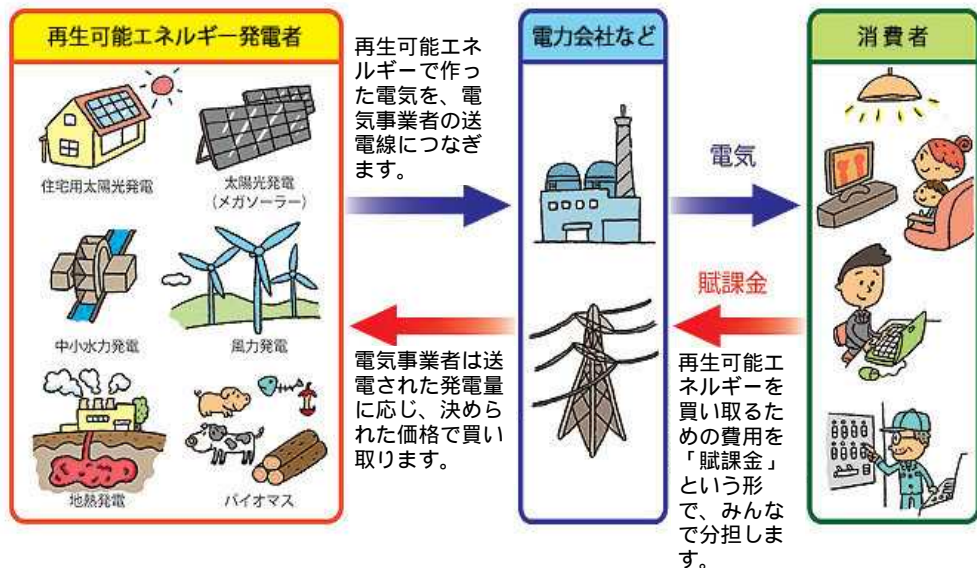 再生可能エネルギー発電者
住宅用太陽光発電
太陽光発電
(メガソーラー)
中小水力発電
風力発電
地熱発電
バイオマス
再生可能エネ
ルギーで作っ
た電気を、電
気事業者の送
電線につなぎ
ます。
電気事業者は送
電された発電量
に応じ、決めら
れた価格で買い
取ります。
電力会社など
電気
賦課金
再生可能エ
ネルギーを
買い取るた
めの費用を
「賦課金」
という形
で、みんな
で分担しま
す。
消費者